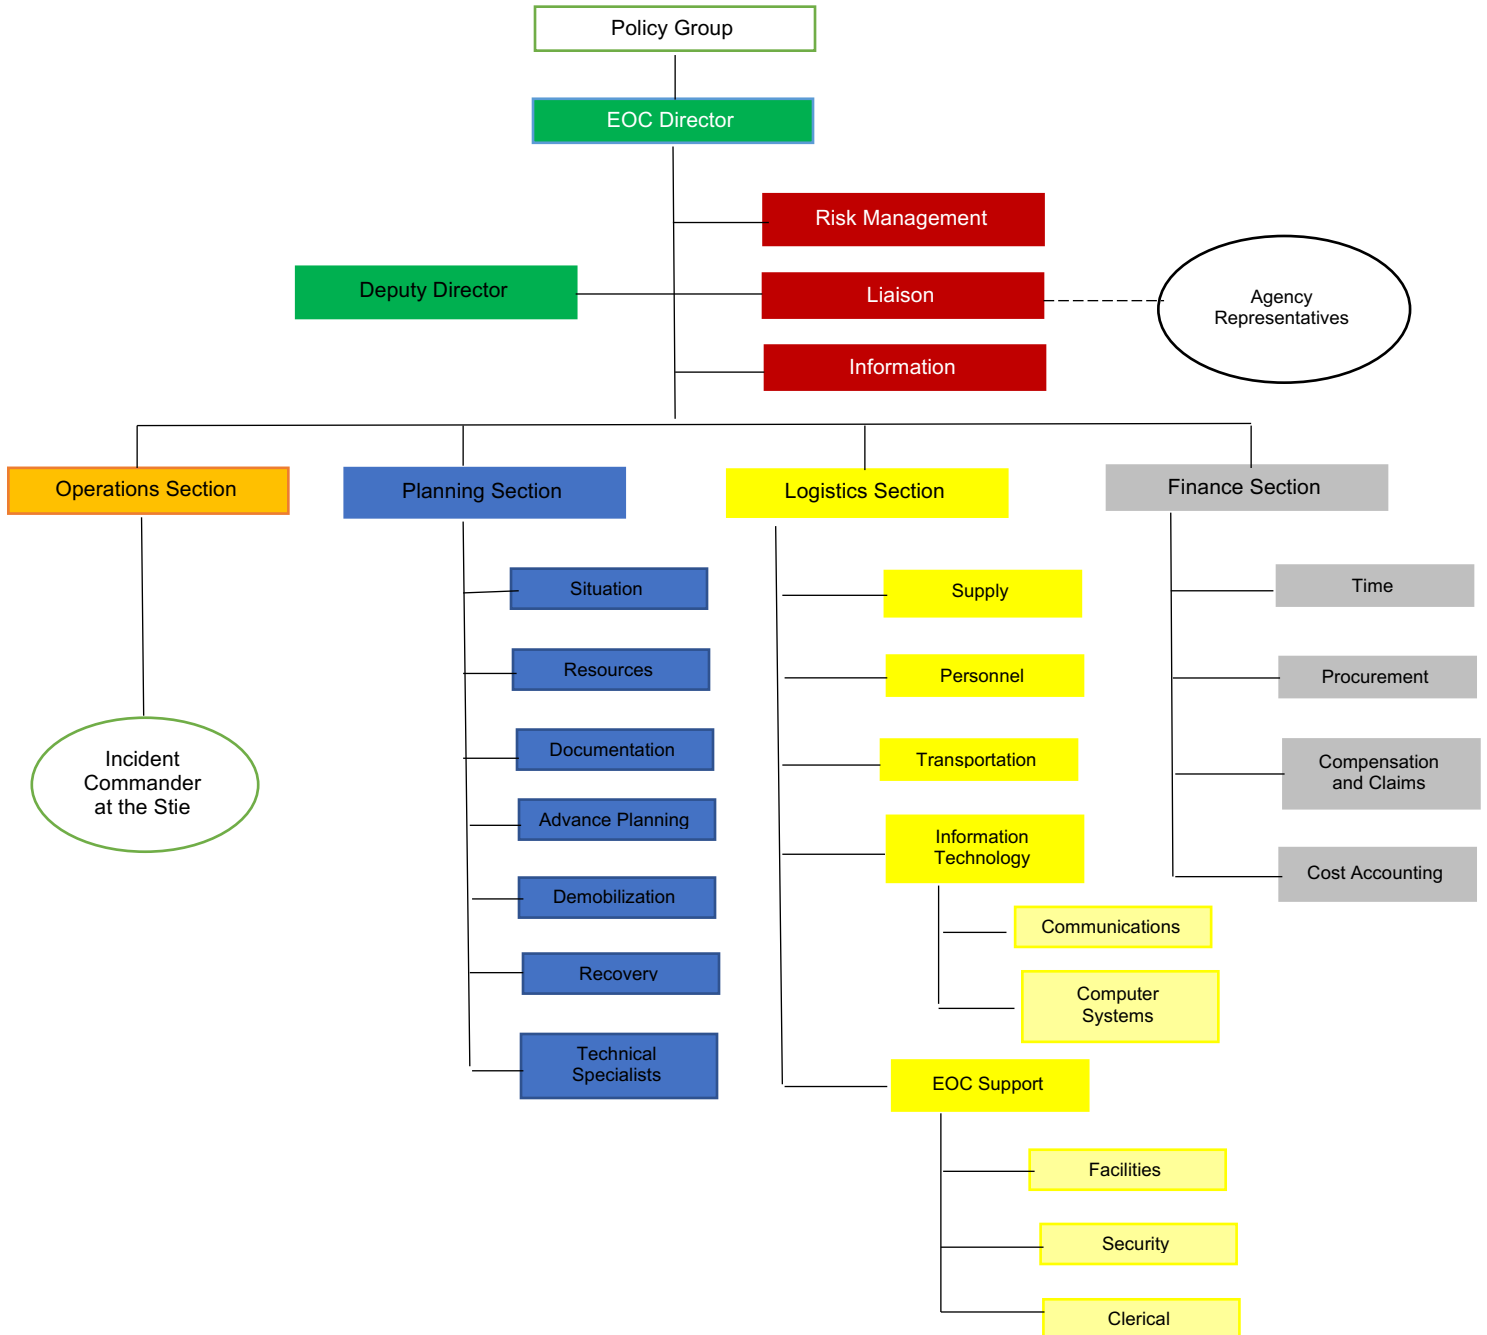 Policy Group
EOC Director
Risk Management
Deputy Director
Liaison
Agency
Representatives
Information
Operations Section
Planning Section
Logistics Section
Finance Section
Situation
Resources
Documentation
Advance Planning
Demobilization
Recovery
Technical
Specialists
Incident
Commander
at the Stie
Supply
Personnel
Transportation
Information
Technology
Communications
Computer
Systems
EOC Support
Facilities
Security
Clerical
Time
Procurement
Compensation
and Claims
Cost Accounting